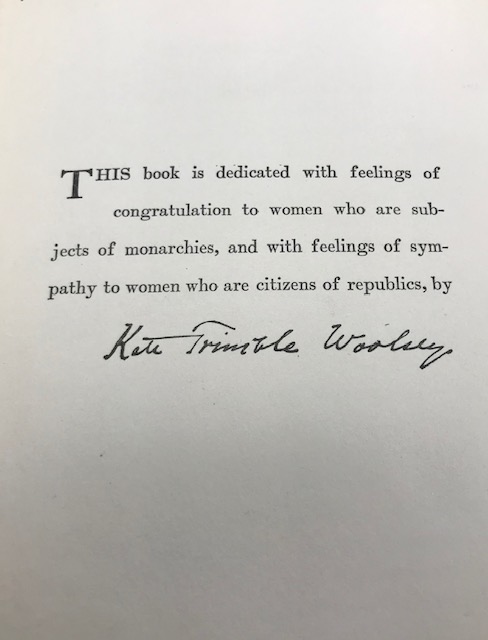 THIS book is dedicated with feelings of
congratulation to women who are sub-
jects of monarchies, and with feelings of sym-
pathy to women who are citizens of republics, by
Kate Trimble Woolsey